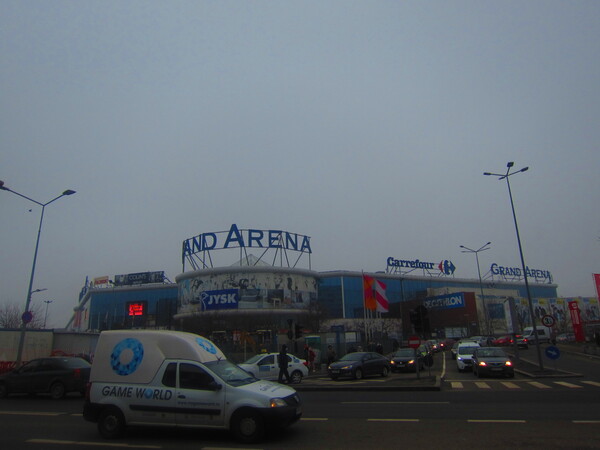 AND ARENA
Carrefour
GRAND ARENA
JYSK
DECATHLON
GAME WORLD